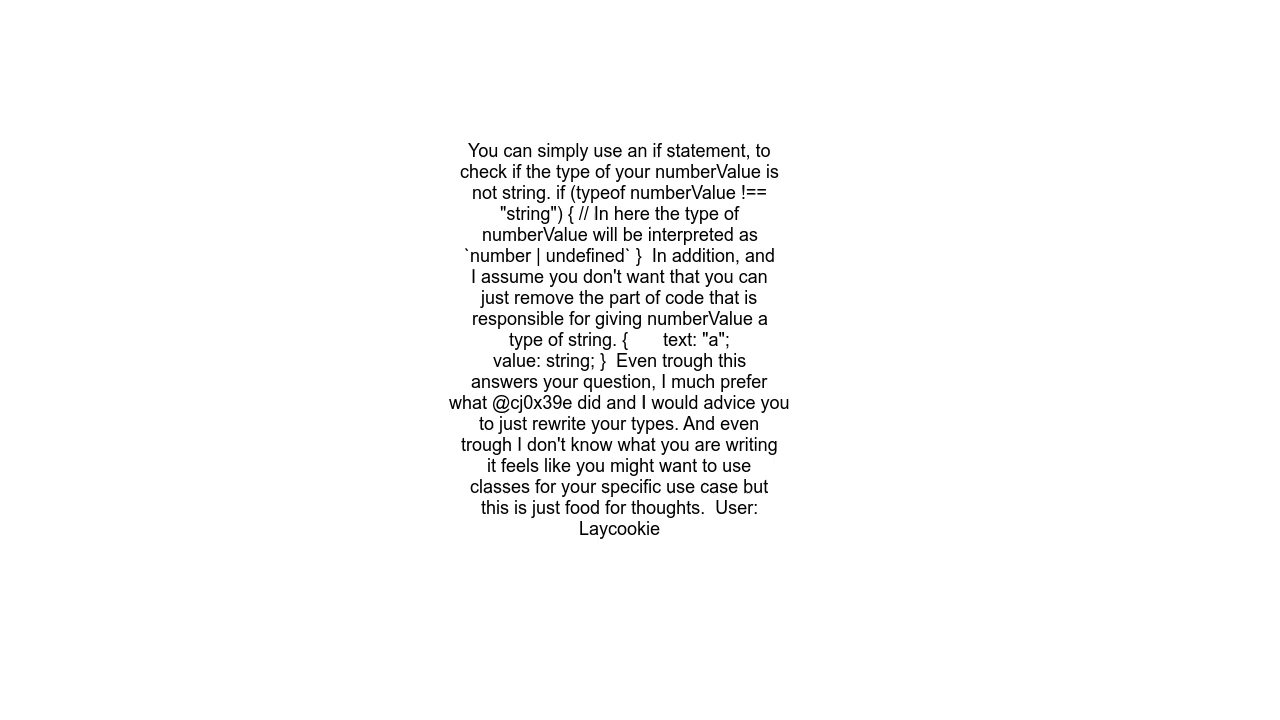 You can simply use an if statement, to
check if the type of your numberValue is
not string. if (typeof numberValue !==
"string") { // In here the type of
numberValue will be interpreted as
`number | undefined` }  In addition, and
I assume you don't want that you can
just remove the part of code that is
responsible for giving numberValue a
type of string. {       text: "a";
value: string; }  Even trough this
answers your question, I much prefer
what @cj0x39e did and I would advice you
to just rewrite your types. And even
trough I don't know what you are writing
it feels like you might want to use
classes for your specific use case but
this is just food for thoughts.  User:
Laycookie